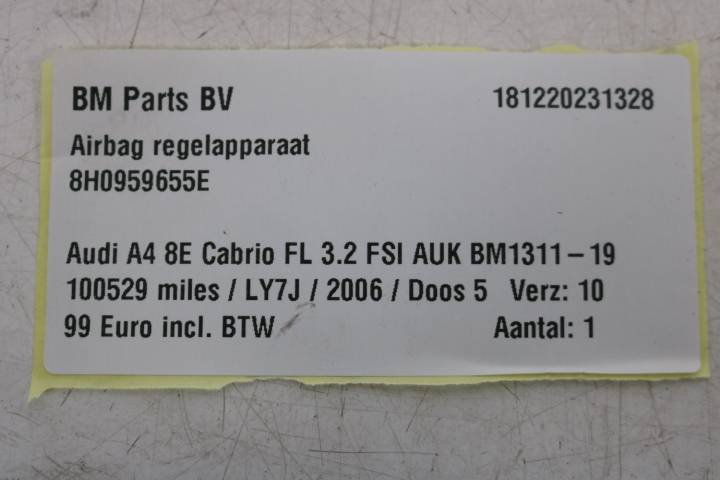 BM Parts BV 181220231328
Airbag regelapparaat
8H0959655E
Audi A4 8E Cabrio FL 3.2 FSI AUK BM1311-19
100529 miles / LY7J / 2006 / Doos 5 Verz: 10
99 Euro incl. BTW Aantal: 1